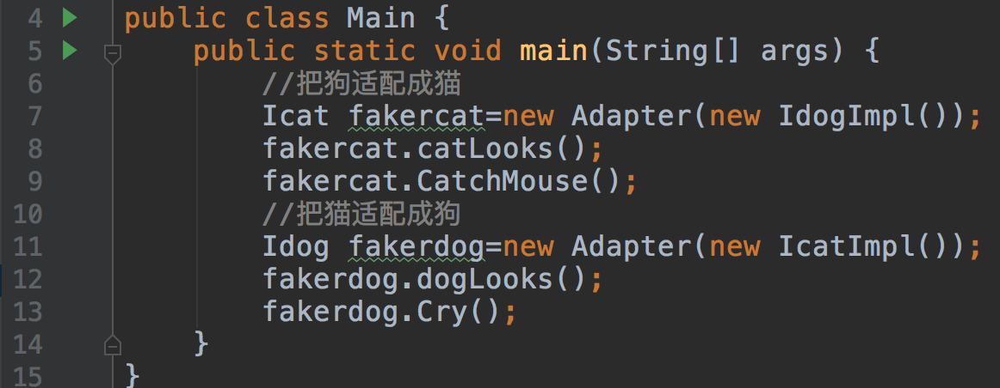 4 public class Main {
5 public static void main(String[] args) {
6 //把狗适配成猫
7 Icat fakercat=new Adapter(new IdogImpl());
8 fakercat.catLooks();
9 fakercat.CatchMouse();
10 //把猫适配成狗
11 Idog fakerdog=new Adapter(new IcatImpl());
12 fakerdog.dogLooks();
13 fakerdog.Cry();
14 }
15 }